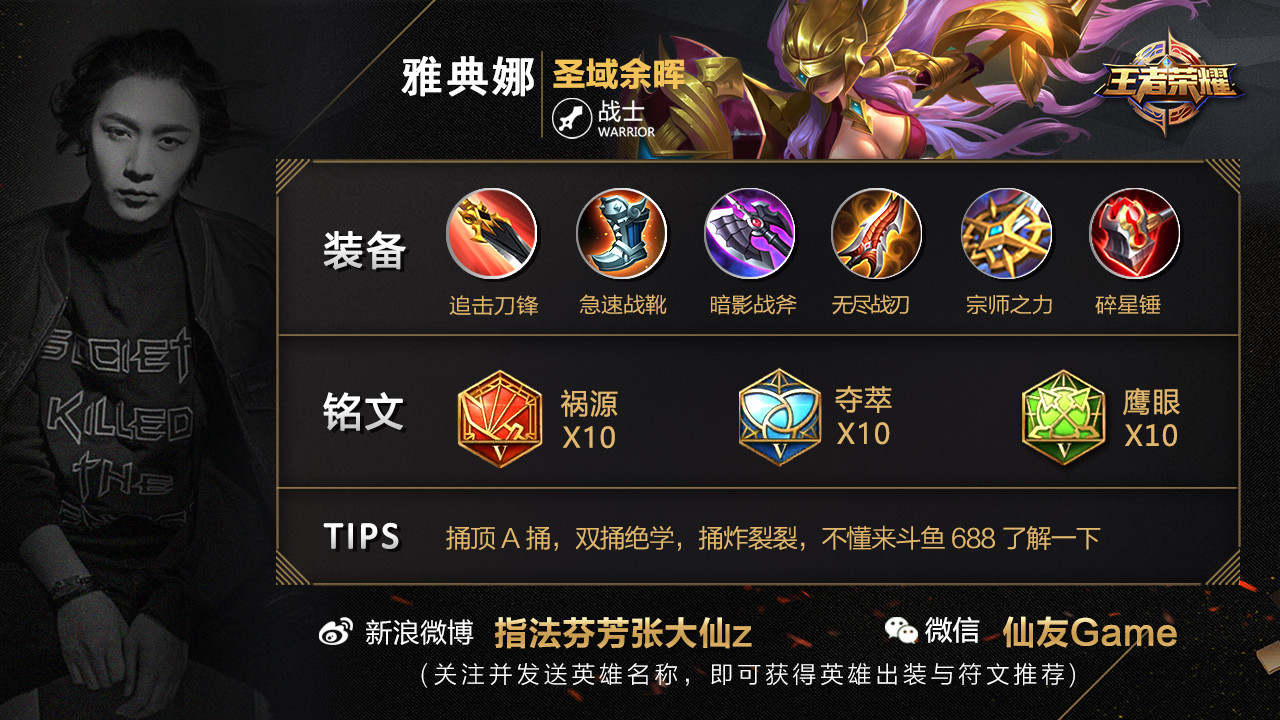 雅典娜
圣域余晖
战士
WARRIOR
王者荣耀
装备
追击刀锋 急速战靴 暗影战斧 无尽战刃 宗师之力 碎星锤
铭文
祸源
X10
夺萃
X10
鹰眼
X10
V V V
TIPS
捅顶 A 捅，双捅绝学，捅炸裂裂，不懂来斗鱼 688 了解一下
新浪微博 指法芬芳张大仙z 微信 仙友Game
(关注并发送英雄名称，即可获得英雄出装与符文推荐)
SOCIETY
KILLED
THE